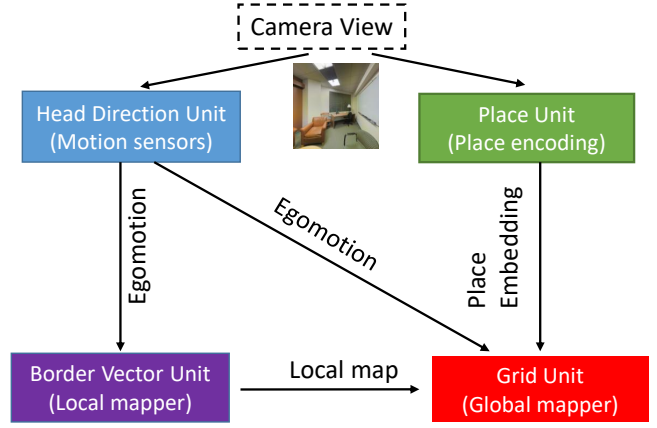 Camera View
Head Direction Unit
(Motion sensors)
Place Unit
(Place encoding)
Egomotion
Egomotion
Place
Embedding
Border Vector Unit
(Local mapper)
Local map
Grid Unit
(Global mapper)